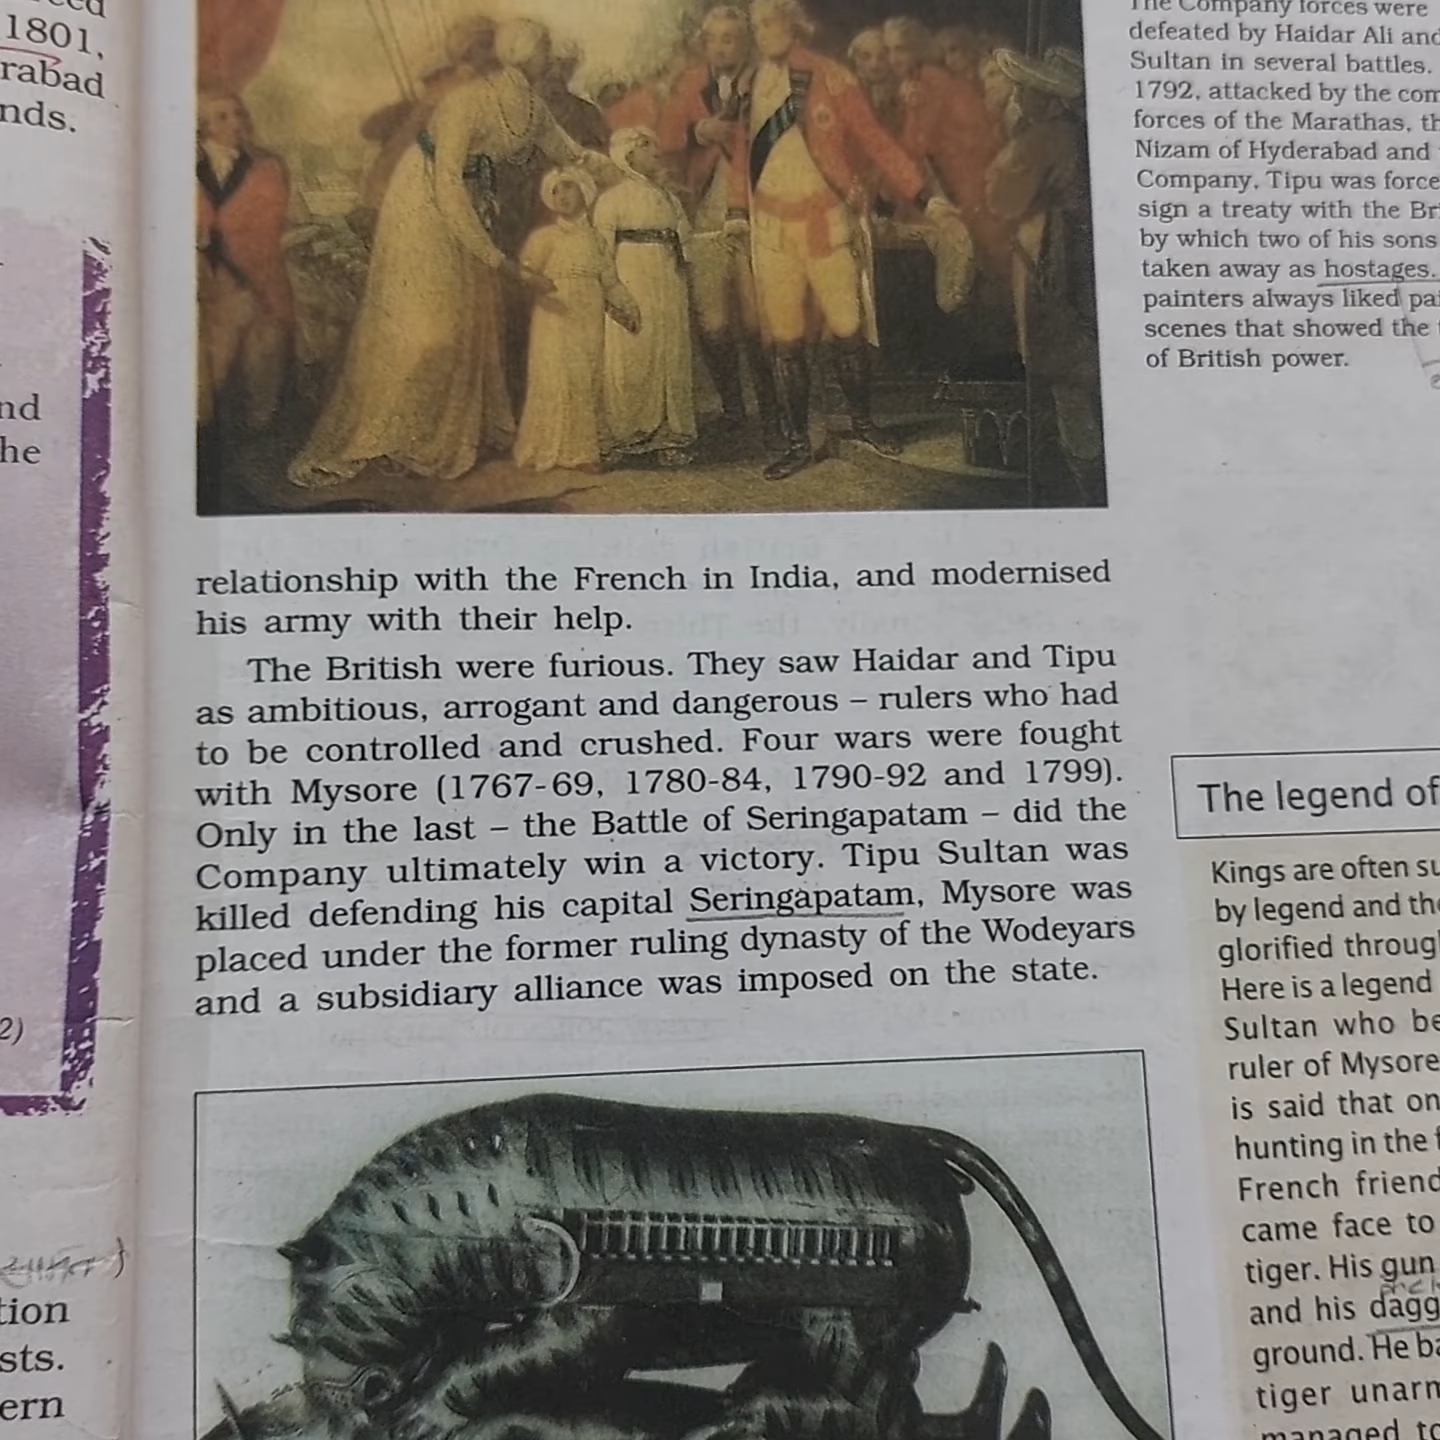 1801,
rabad
nds.
nd
he
2)
tion
sts.
ern
The Company forces were
defeated by Haidar Ali and
Sultan in several battles.
1792, attacked by the com
forces of the Marathas, th
Nizam of Hyderabad and
Company, Tipu was force
sign a treaty with the Bri
by which two of his sons
taken away as hostages.
painters always liked pai
scenes that showed the
of British power.
relationship with the French in India, and modernised
his army with their help.
The British were furious. They saw Haidar and Tipu
as ambitious, arrogant and dangerous – rulers who had
to be controlled and crushed. Four wars were fought
with Mysore (1767-69, 1780-84, 1790-92 and 1799).
Only in the last – the Battle of Seringapatam – did the
Company ultimately win a victory. Tipu Sultan was
killed defending his capital Seringapatam, Mysore was
placed under the former ruling dynasty of the Wodeyars
and a subsidiary alliance was imposed on the state.
The legend of
Kings are often su
by legend and the
glorified throug
Here is a legend
Sultan who be
ruler of Mysore
is said that on
hunting in the f
French friend
came face to
tiger. His gun
and his dagg
ground. He ba
tiger unarm
managed to